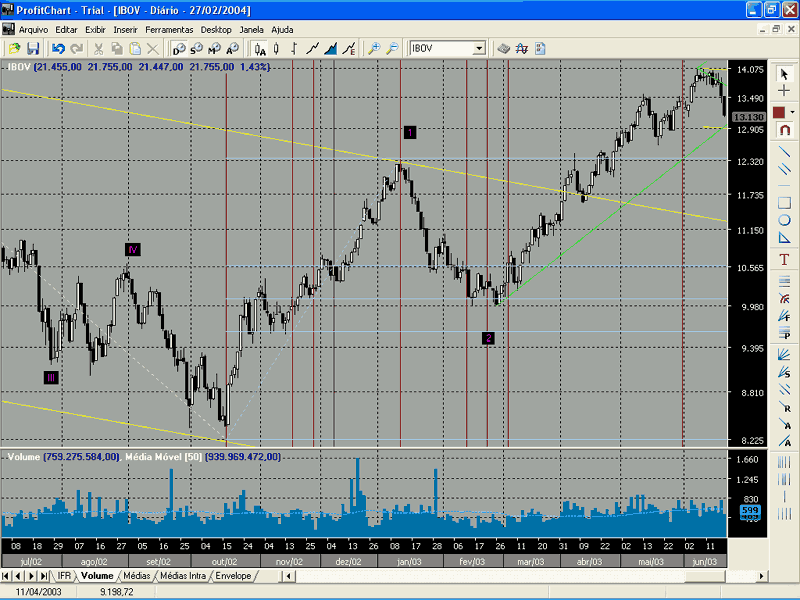 ProfitChart - Trial - [IBOV - Diário - 27/02/2004]
Arquivo Editar Exibir Inserir Ferramentas Desktop Janela Ajuda
D S M A A E IBOV
IBOV (21.455,00 21.755,00 21.447,00 21.755,00 1,43%)
14.075
13.490
13.130
12.905
1
12.320
11.735
11.150
IV
10.565
9.980
2
9.395
III
8.810
8.225
Volume (759.275.584,00), Média Móvel [50] (939.969.472,00)
1.660
1.245
830
599
08 18 29 07 16 27 05 16 25 04 15 24 04 13 25 04 13 26 08 17 28 06 17 26 11 20 31 09 22 02 13 22 02 11
jul/02 ago/02 set/02 out/02 nov/02 dez/02 jan/03 fev/03 mar/03 abr/03 mai/03 jun/03
IFR Volume Médias Médias Intra Envelope
11/04/2003 9.198,72